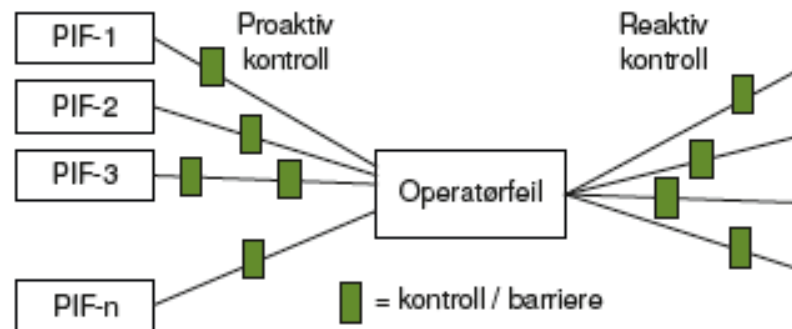 PIF-1
Proaktiv
kontroll
Reaktiv
kontroll
PIF-2
PIF-3
Operatørfeil
PIF-n
= kontroll / barriere